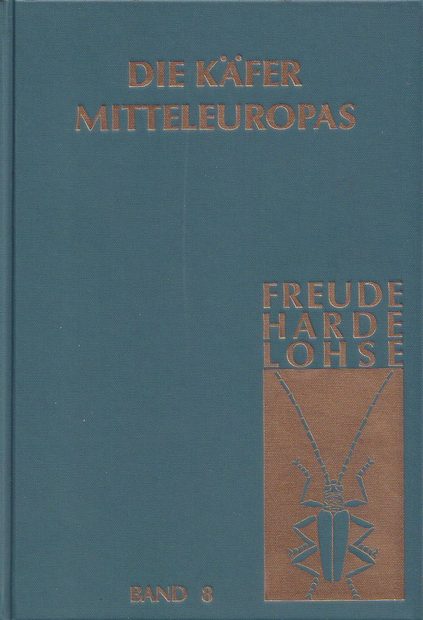 DIE KÄFER
MITTELEUROPAS
FREUDE
HARDE
LOHSE
BAND 8